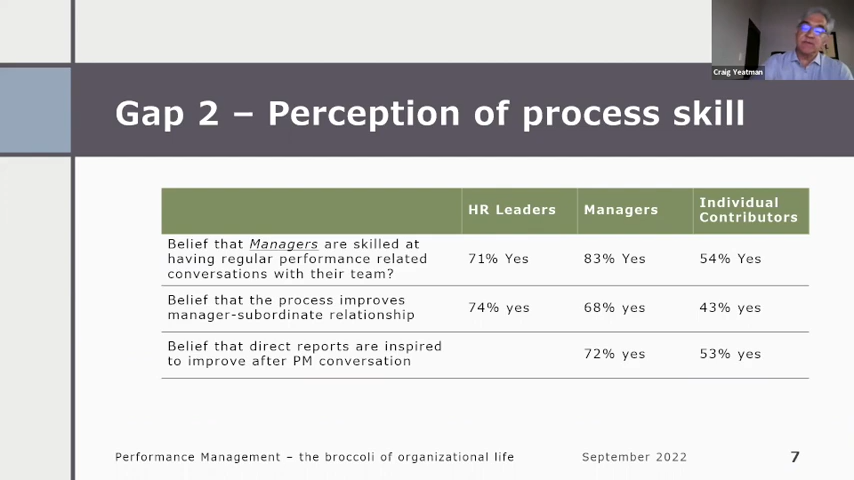 Craig Yeatman
Gap 2 – Perception of process skill
HR Leaders
Managers
Individual
Contributors
Belief that Managers are skilled at
having regular performance related
conversations with their team?
71% Yes
83% Yes
54% Yes
Belief that the process improves
manager-subordinate relationship
74% yes
68% yes
43% yes
Belief that direct reports are inspired
to improve after PM conversation
72% yes
53% yes
Performance Management – the broccoli of organizational life
September 2022
7